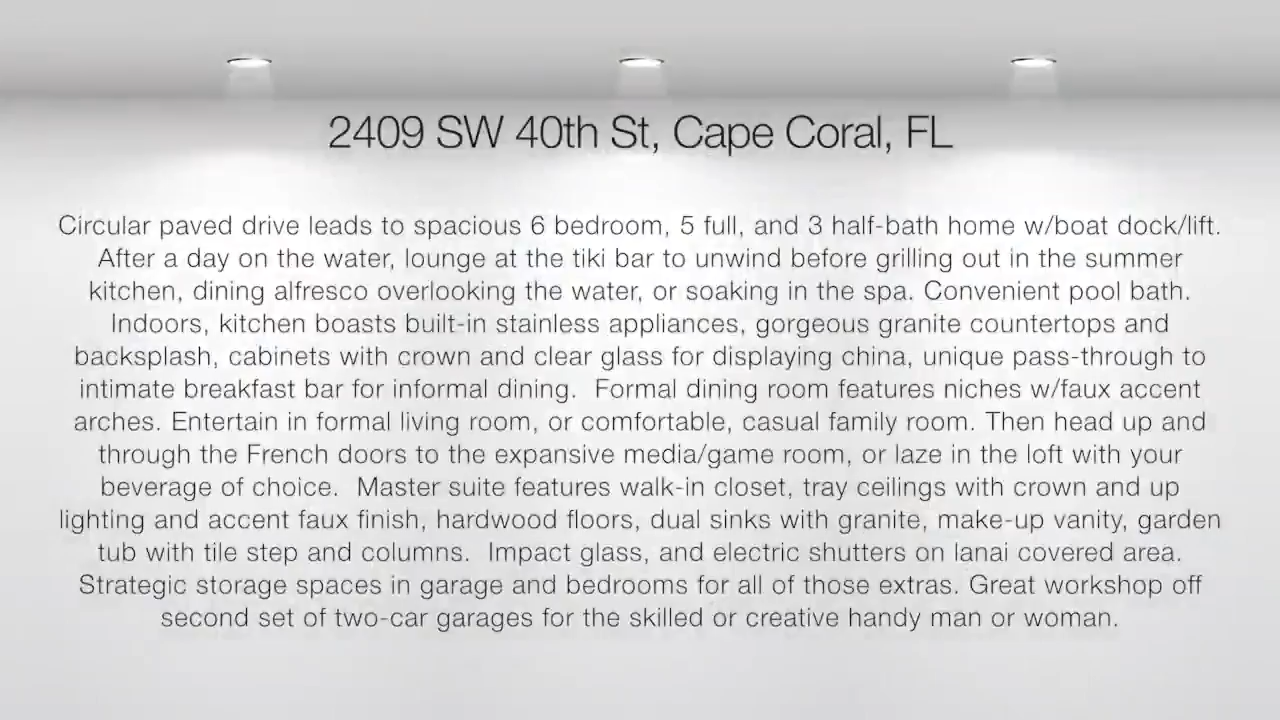 2409 SW 40th St, Cape Coral, FL
Circular paved drive leads to spacious 6 bedroom, 5 full, and 3 half-bath home w/boat dock/lift.
After a day on the water, lounge at the tiki bar to unwind before grilling out in the summer
kitchen, dining alfresco overlooking the water, or soaking in the spa. Convenient pool bath.
Indoors, kitchen boasts built-in stainless appliances, gorgeous granite countertops and
backsplash, cabinets with crown and clear glass for displaying china, unique pass-through to
intimate breakfast bar for informal dining.  Formal dining room features niches w/faux accent
arches. Entertain in formal living room, or comfortable, casual family room. Then head up and
through the French doors to the expansive media/game room, or laze in the loft with your
beverage of choice.  Master suite features walk-in closet, tray ceilings with crown and up
lighting and accent faux finish, hardwood floors, dual sinks with granite, make-up vanity, garden
tub with tile step and columns.  Impact glass, and electric shutters on lanai covered area.
Strategic storage spaces in garage and bedrooms for all of those extras. Great workshop off
second set of two-car garages for the skilled or creative handy man or woman.